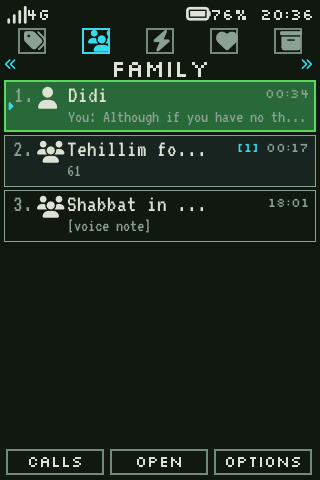 4G 76% 20:36
« »
FAMILY
1. Didi 00:34
You: Although if you have no th...
2. Tehillim fo... [1] 00:17
61
3. Shabbat in ... 18:01
[voice note]
CALLS OPEN OPTIONS